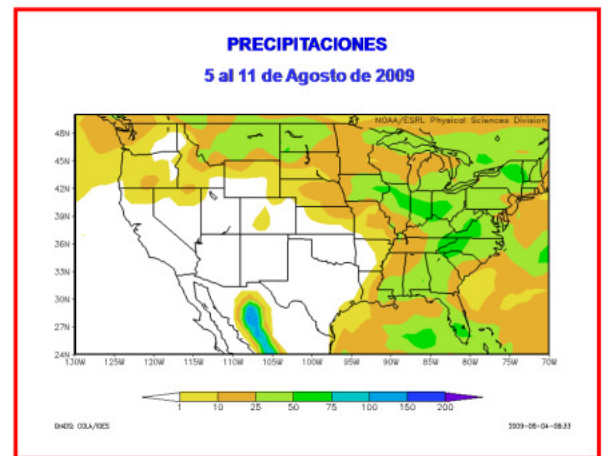 PRECIPITACIONES
5 al 11 de Agosto de 2009
NOAA/ESRL Physical Sciences Division
48N
45N
42N
39N
36N
33N
30N
27N
24N
130W 125W 120W 115W 110W 105W 100W 95W 90W 85W 80W 75W 70W
1 10 25 50 75 100 150 200
GrADS: COLA/IGES 2009-08-04-08:33